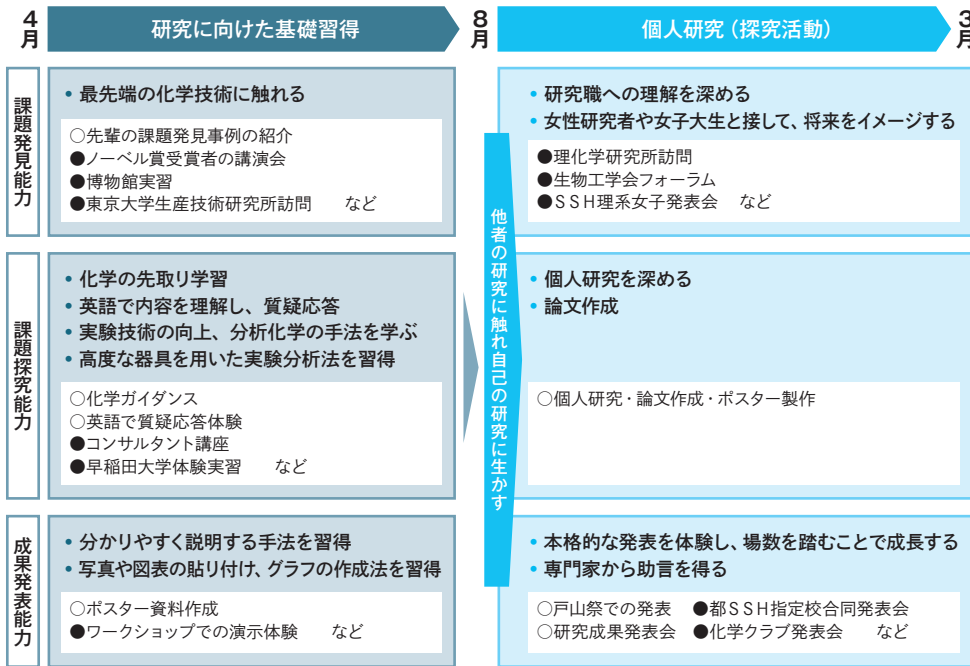 4月
研究に向けた基礎習得
8月
個人研究（探究活動）
3月
課題発見能力
• 最先端の化学技術に触れる
○先輩の課題発見事例の紹介
●ノーベル賞受賞者の講演会
●博物館実習
●東京大学生産技術研究所訪問　など
• 研究職への理解を深める
• 女性研究者や女子大生と接して、将来をイメージする
●理化学研究所訪問
●生物工学会フォーラム
●ＳＳＨ理系女子発表会　など
他者の研究に触れ自己の研究に生かす
課題探究能力
• 化学の先取り学習
• 英語で内容を理解し、質疑応答
• 実験技術の向上、分析化学の手法を学ぶ
• 高度な器具を用いた実験分析法を習得
○化学ガイダンス
○英語で質疑応答体験
●コンサルタント講座
●早稲田大学体験実習　など
• 個人研究を深める
• 論文作成
○個人研究・論文作成・ポスター製作
成果発表能力
• 分かりやすく説明する手法を習得
• 写真や図表の貼り付け、グラフの作成法を習得
○ポスター資料作成
●ワークショップでの演示体験　など
• 本格的な発表を体験し、場数を踏むことで成長する
• 専門家から助言を得る
○戸山祭での発表　●都ＳＳＨ指定校合同発表会
○研究成果発表会　●化学クラブ発表会　など